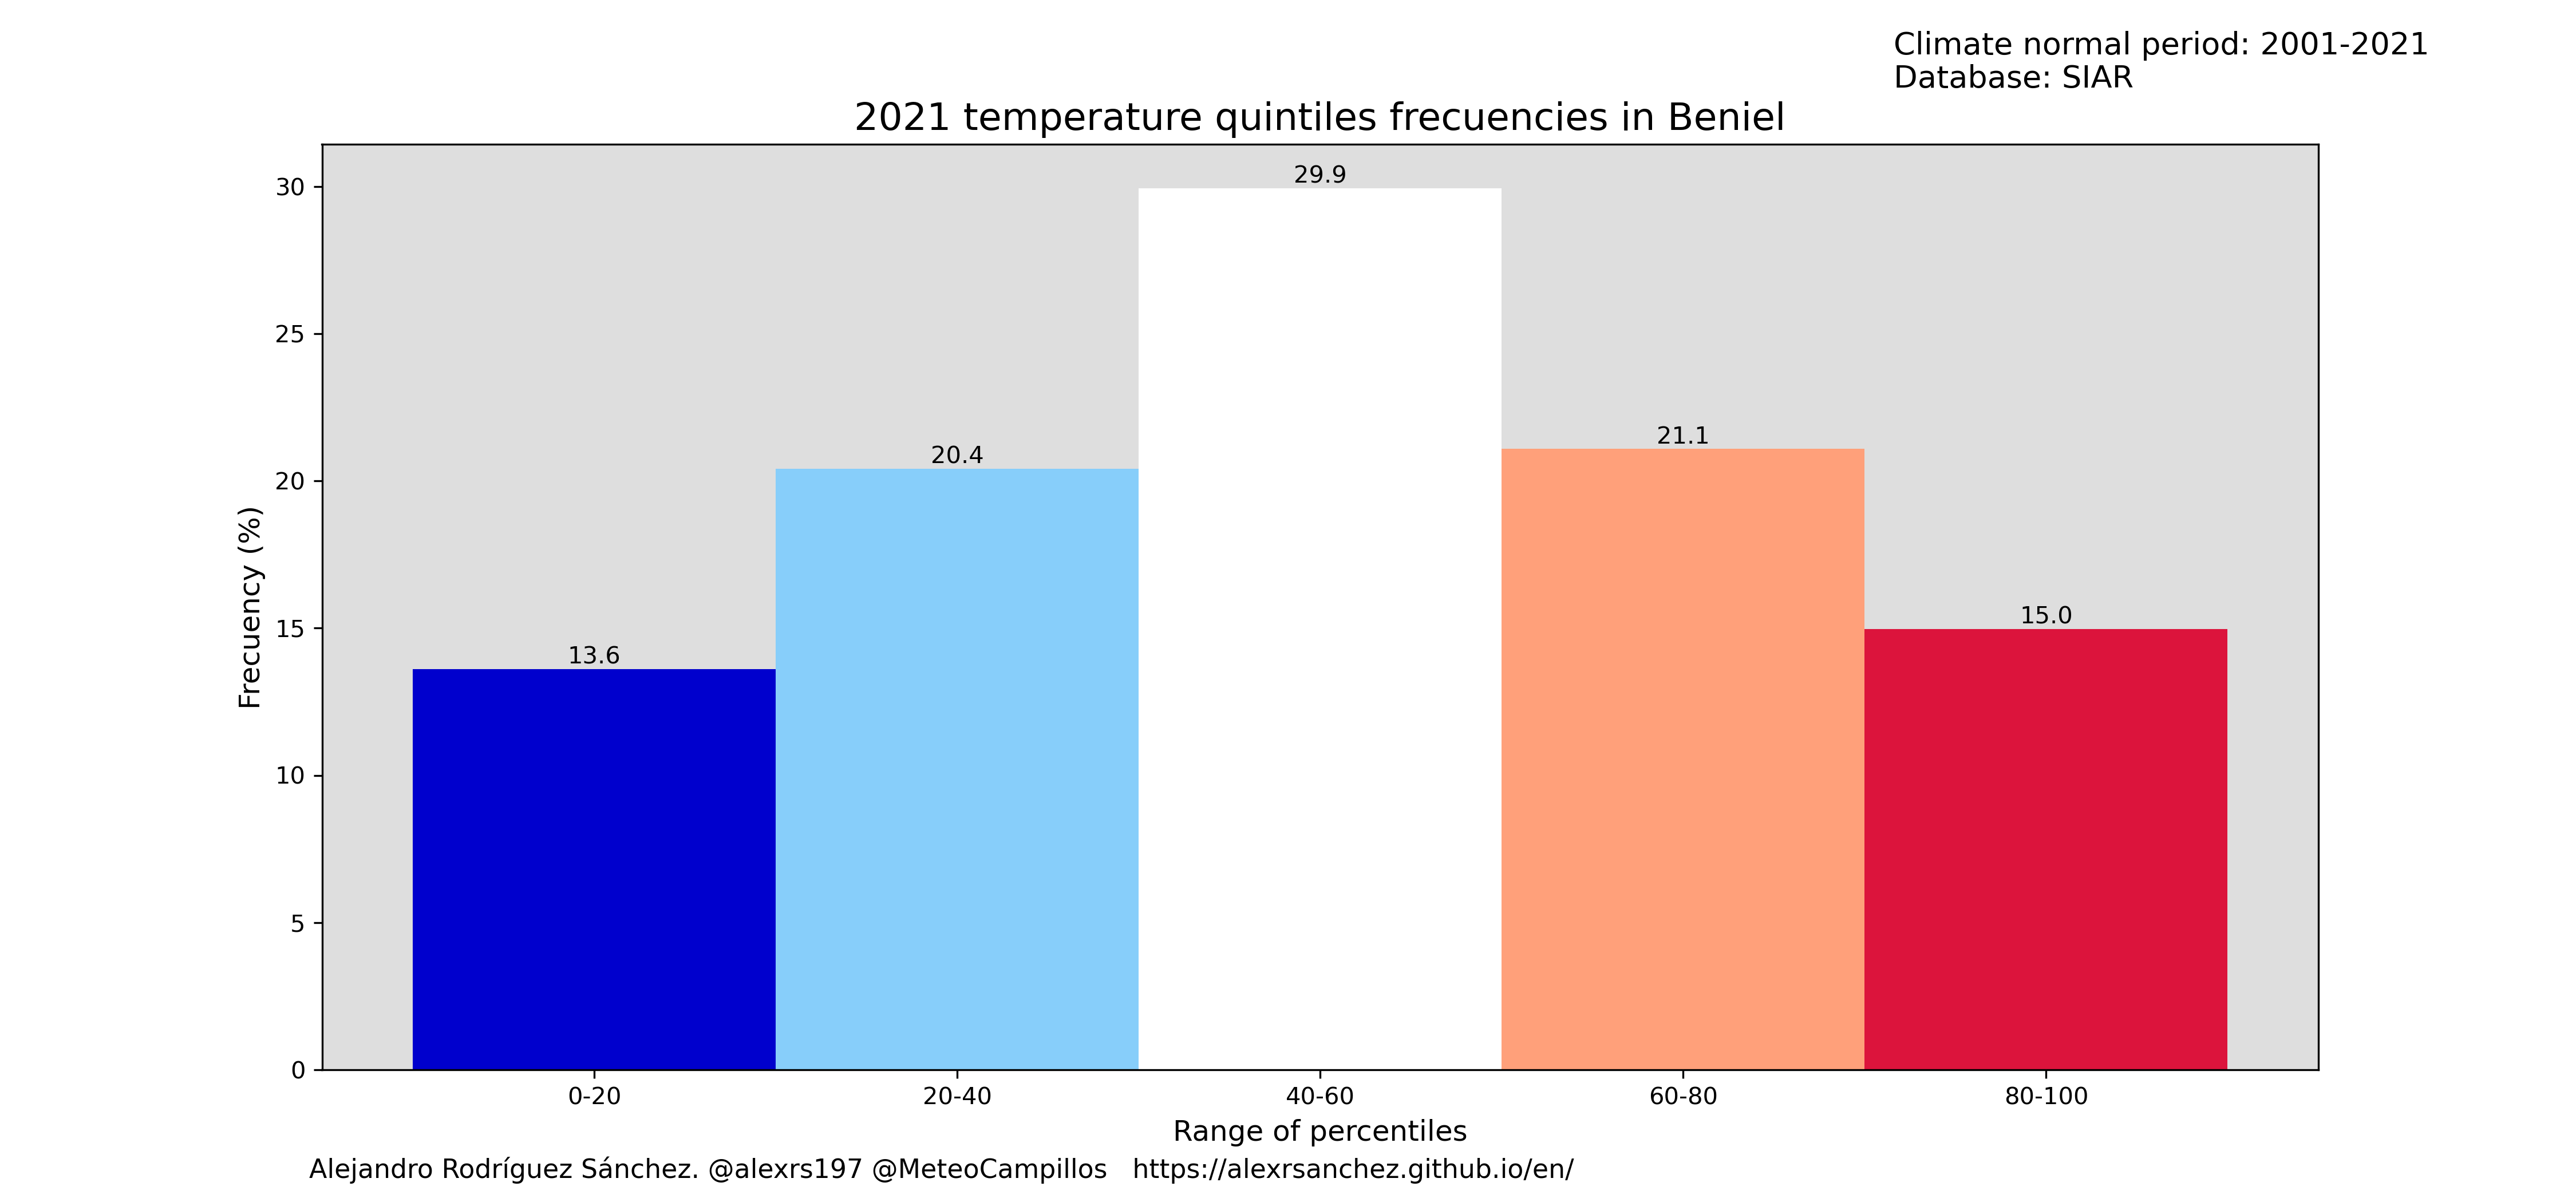 Climate normal period: 2001-2021
Database: SIAR
2021 temperature quintiles frecuencies in Beniel
Frecuency (%)
30
25
20
15
10
5
0
13.6
20.4
29.9
21.1
15.0
0-20
20-40
40-60
60-80
80-100
Range of percentiles
Alejandro Rodríguez Sánchez. @alexrs197 @MeteoCampillos https://alexrsanchez.github.io/en/